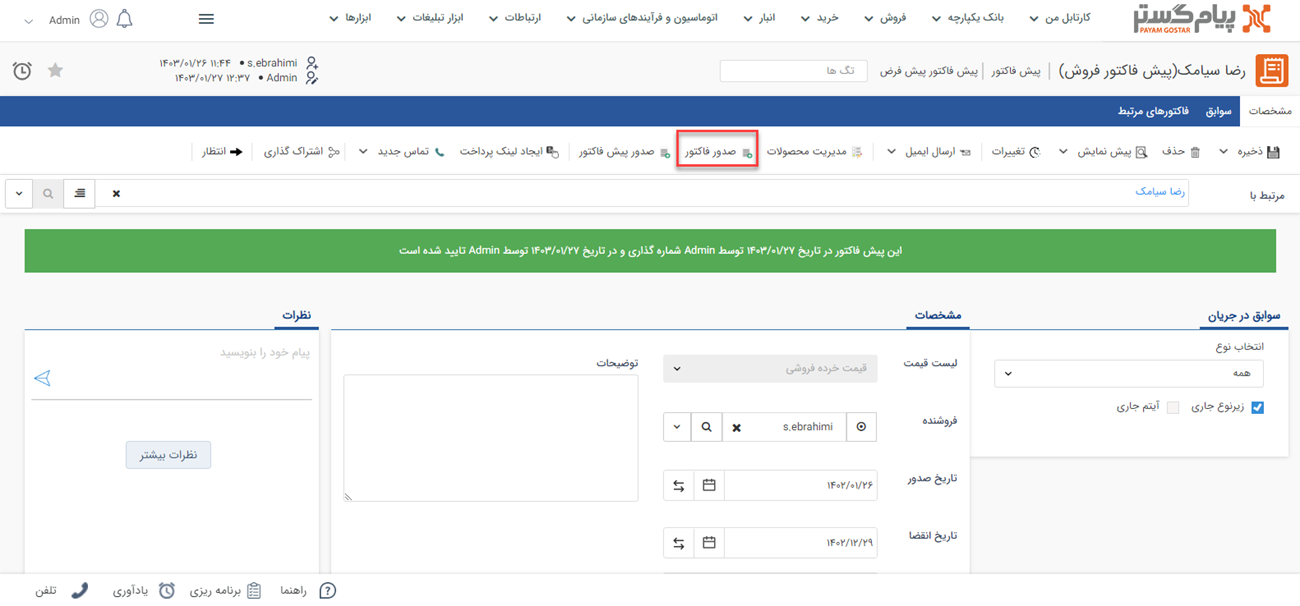 پیام گستر
PAYAM GOSTAR
کارتابل من
بانک یکپارچه
فروش
خرید
انبار
اتوماسیون و فرآیندهای سازمانی
ارتباطات
ابزار تبلیغات
ابزارها
Admin
رضا سیامک(پیش فاکتور فروش)
پیش فاکتور
پیش فاکتور پیش فرض
تگ ها
s.ebrahimi • ۱۴۰۳/۰۱/۲۶ ۱۱:۴۴
Admin • ۱۴۰۳/۰۱/۲۷ ۱۲:۳۷
مشخصات
سوابق
فاکتورهای مرتبط
ذخیره
حذف
پیش نمایش
تغییرات
ارسال ایمیل
مدیریت محصولات
صدور فاکتور
صدور پیش فاکتور
ایجاد لینک پرداخت
تماس جدید
اشتراک گذاری
انتظار
مرتبط با
رضا سیامک
این پیش فاکتور در تاریخ ۱۴۰۳/۰۱/۲۷ توسط Admin شماره گذاری و در تاریخ ۱۴۰۳/۰۱/۲۷ توسط Admin تایید شده است
سوابق در جریان
انتخاب نوع
همه
زیرنوع جاری
آیتم جاری
مشخصات
لیست قیمت
قیمت خرده فروشی
فروشنده
s.ebrahimi
تاریخ صدور
۱۴۰۲/۰۱/۲۶
تاریخ انقضا
۱۴۰۲/۱۲/۲۹
توضیحات
نظرات
پیام خود را بنویسید
نظرات بیشتر
راهنما
برنامه ریزی
یادآوری
تلفن